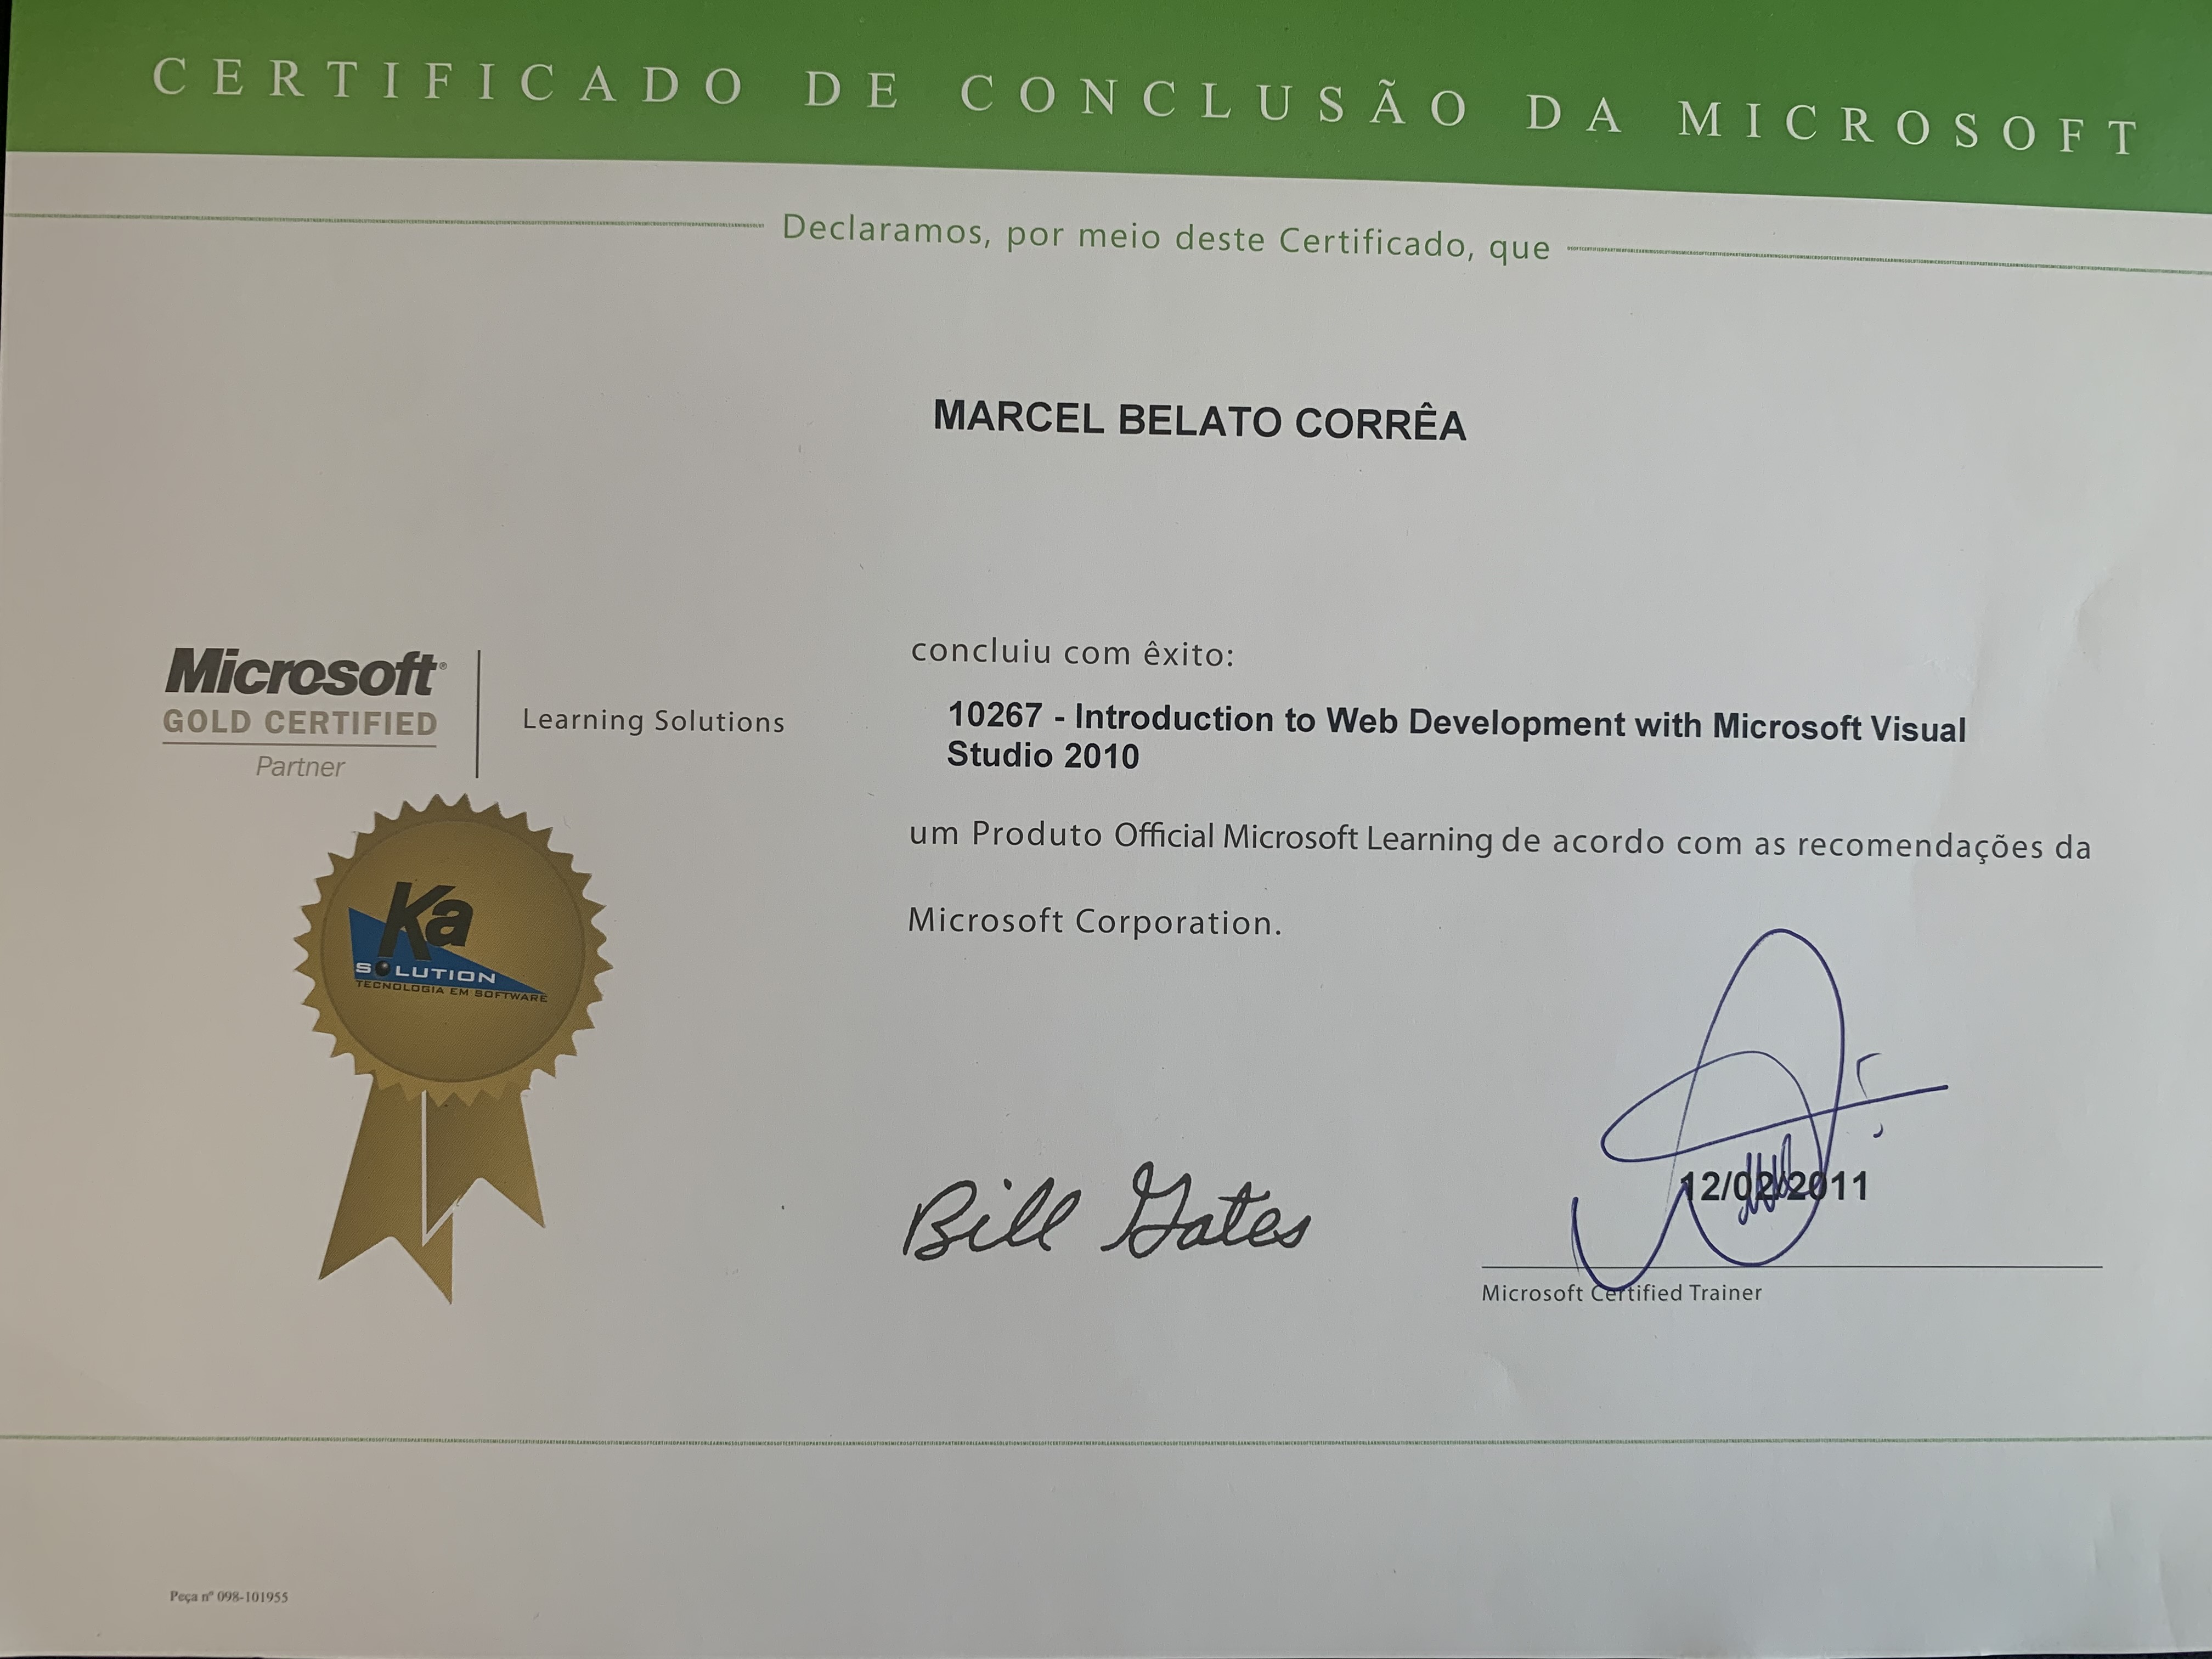 CERTIFICADO DE CONCLUSÃO DA MICROSOFT
Declaramos, por meio deste Certificado, que
MARCEL BELATO CORRÊA
concluiu com êxito:
10267 - Introduction to Web Development with Microsoft Visual
Studio 2010
um Produto Official Microsoft Learning de acordo com as recomendações da
Microsoft Corporation.
Microsoft®
GOLD CERTIFIED
Partner
Learning Solutions
Ka
SOLUTION
TECNOLOGIA EM SOFTWARE
Bill Gates
12/02/2011
Microsoft Certified Trainer
Peça nº 098-101955